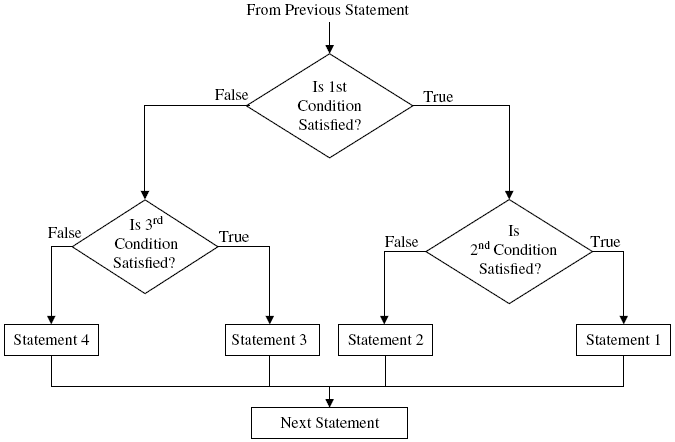 From Previous Statement
Is 1st
Condition
Satisfied?
False
True
Is 3rd
Condition
Satisfied?
False
True
Is
2nd Condition
Satisfied?
False
True
Statement 4
Statement 3
Statement 2
Statement 1
Next Statement